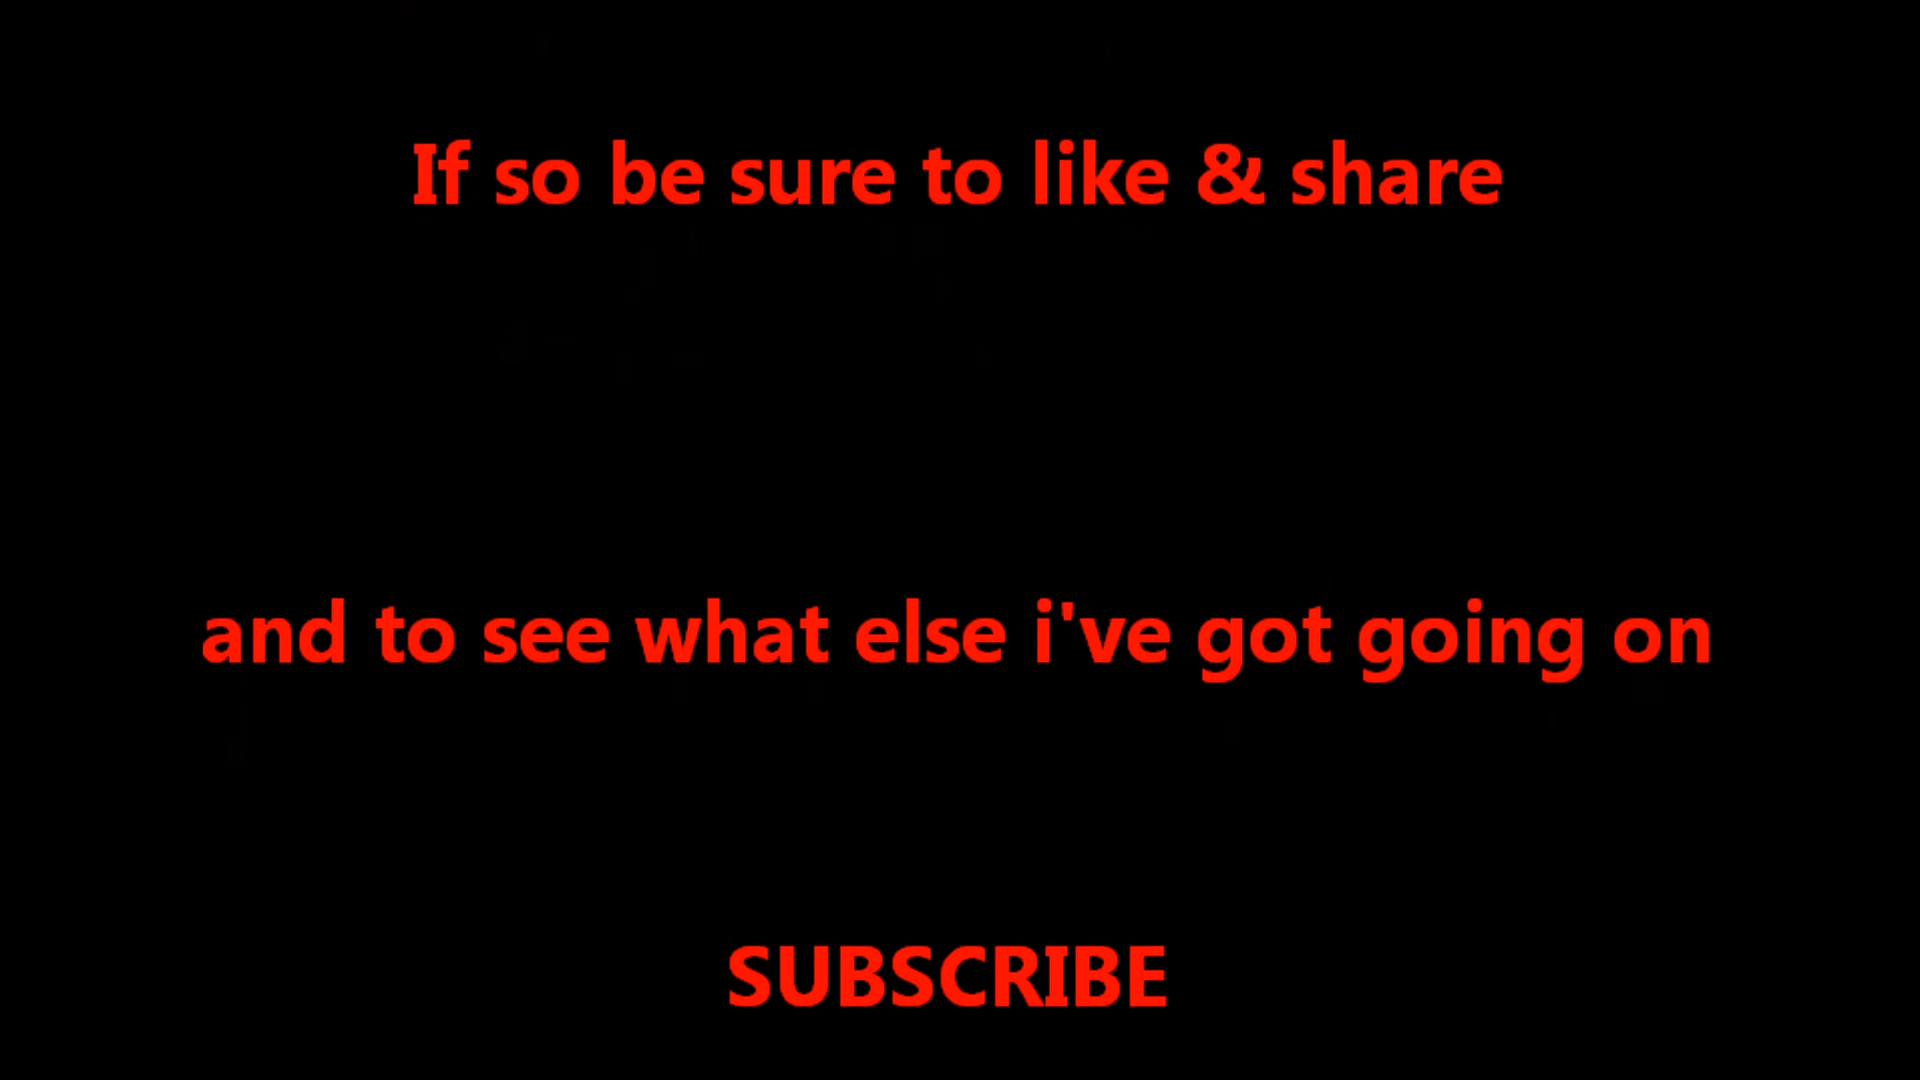 If so be sure to like & share
and to see what else i've got going on
SUBSCRIBE